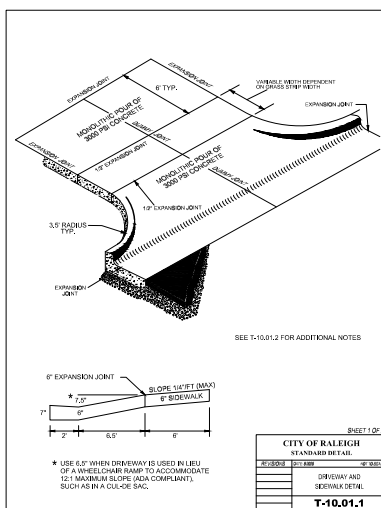 EXPANSION JOINT
EXPANSION JOINT
6' TYP.
VARIABLE WIDTH DEPENDENT
ON GRASS STRIP WIDTH
EXPANSION JOINT
MONOLITHIC POUR OF
3000 PSI CONCRETE
DUMMY JOINT
EXPANSION JOINT
1/2" EXPANSION JOINT
MONOLITHIC POUR OF
3000 PSI CONCRETE
DUMMY JOINT
1/2" EXPANSION JOINT
3.5' RADIUS
TYP.
EXPANSION
JOINT
SEE T-10.01.2 FOR ADDITIONAL NOTES
6" EXPANSION JOINT
SLOPE 1/4"/FT (MAX)
* 7.5"
6" SIDEWALK
7"
6"
2'
6.5'
6'
SHEET 1 OF
* USE 6.5" WHEN DRIVEWAY IS USED IN LIEU
OF A WHEELCHAIR RAMP TO ACCOMMODATE
12:1 MAXIMUM SLOPE (ADA COMPLIANT),
SUCH AS IN A CUL-DE SAC.
CITY OF RALEIGH
STANDARD DETAIL
REVISIONS
DRIVEWAY AND
SIDEWALK DETAIL
T-10.01.1